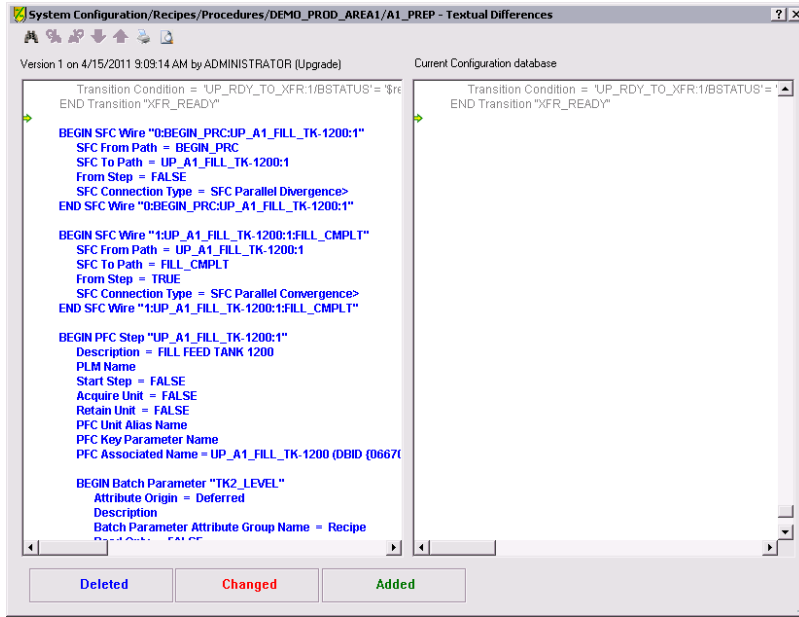 System Configuration/Recipes/Procedures/DEMO_PROD_AREA1/A1_PREP - Textual Differences
Version 1 on 4/15/2011 9:09:14 AM by ADMINISTRATOR (Upgrade)
Current Configuration database
Transition Condition = 'UP_RDY_TO_XFR:1/BSTATUS'= '$re
END Transition "XFR_READY"
BEGIN SFC Wire "0:BEGIN_PRC:UP_A1_FILL_TK-1200:1"
SFC From Path = BEGIN_PRC
SFC To Path = UP_A1_FILL_TK-1200:1
From Step = FALSE
SFC Connection Type = SFC Parallel Divergence>
END SFC Wire "0:BEGIN_PRC:UP_A1_FILL_TK-1200:1"
BEGIN SFC Wire "1:UP_A1_FILL_TK-1200:1:FILL_CMPLT"
SFC From Path = UP_A1_FILL_TK-1200:1
SFC To Path = FILL_CMPLT
From Step = TRUE
SFC Connection Type = SFC Parallel Convergence>
END SFC Wire "1:UP_A1_FILL_TK-1200:1:FILL_CMPLT"
BEGIN PFC Step "UP_A1_FILL_TK-1200:1"
Description = FILL FEED TANK 1200
PLM Name
Start Step = FALSE
Acquire Unit = FALSE
Retain Unit = FALSE
PFC Unit Alias Name
PFC Key Parameter Name
PFC Associated Name = UP_A1_FILL_TK-1200 (DBID {0667
BEGIN Batch Parameter "TK2_LEVEL"
Attribute Origin = Deferred
Description
Batch Parameter Attribute Group Name = Recipe
Transition Condition = 'UP_RDY_TO_XFR:1/BSTATUS'= '
END Transition "XFR_READY"
Deleted
Changed
Added